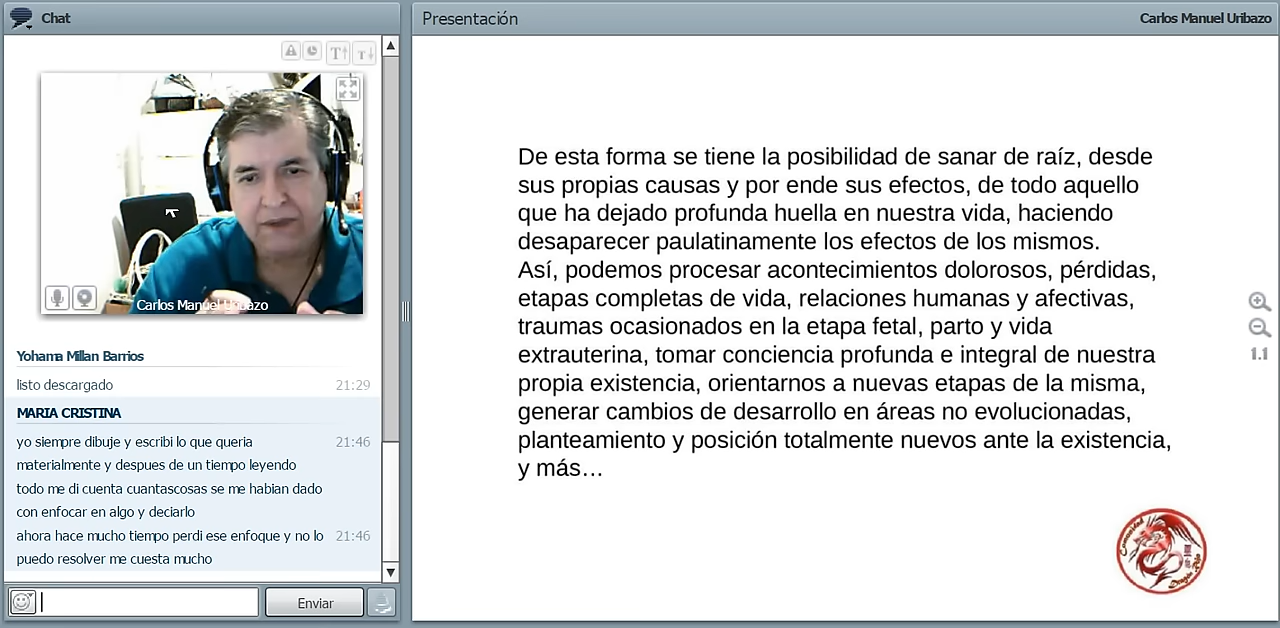 Chat
Presentación
Carlos Manuel Uribazo
Carlos Manuel Uribazo
Yohama Millan Barrios
listo descargado 21:29
MARIA CRISTINA
yo siempre dibuje y escribi lo que queria 21:46
materialmente y despues de un tiempo leyendo
todo me di cuenta cuantascosas se me habian dado
con enfocar en algo y deciarlo
ahora hace mucho tiempo perdi ese enfoque y no lo 21:46
puedo resolver me cuesta mucho
Enviar
De esta forma se tiene la posibilidad de sanar de raíz, desde
sus propias causas y por ende sus efectos, de todo aquello
que ha dejado profunda huella en nuestra vida, haciendo
desaparecer paulatinamente los efectos de los mismos.
Así, podemos procesar acontecimientos dolorosos, pérdidas,
etapas completas de vida, relaciones humanas y afectivas,
traumas ocasionados en la etapa fetal, parto y vida
extrauterina, tomar conciencia profunda e integral de nuestra
propia existencia, orientarnos a nuevas etapas de la misma,
generar cambios de desarrollo en áreas no evolucionadas,
planteamiento y posición totalmente nuevos ante la existencia,
y más…
1.1
Comunidad
Dragón Rojo